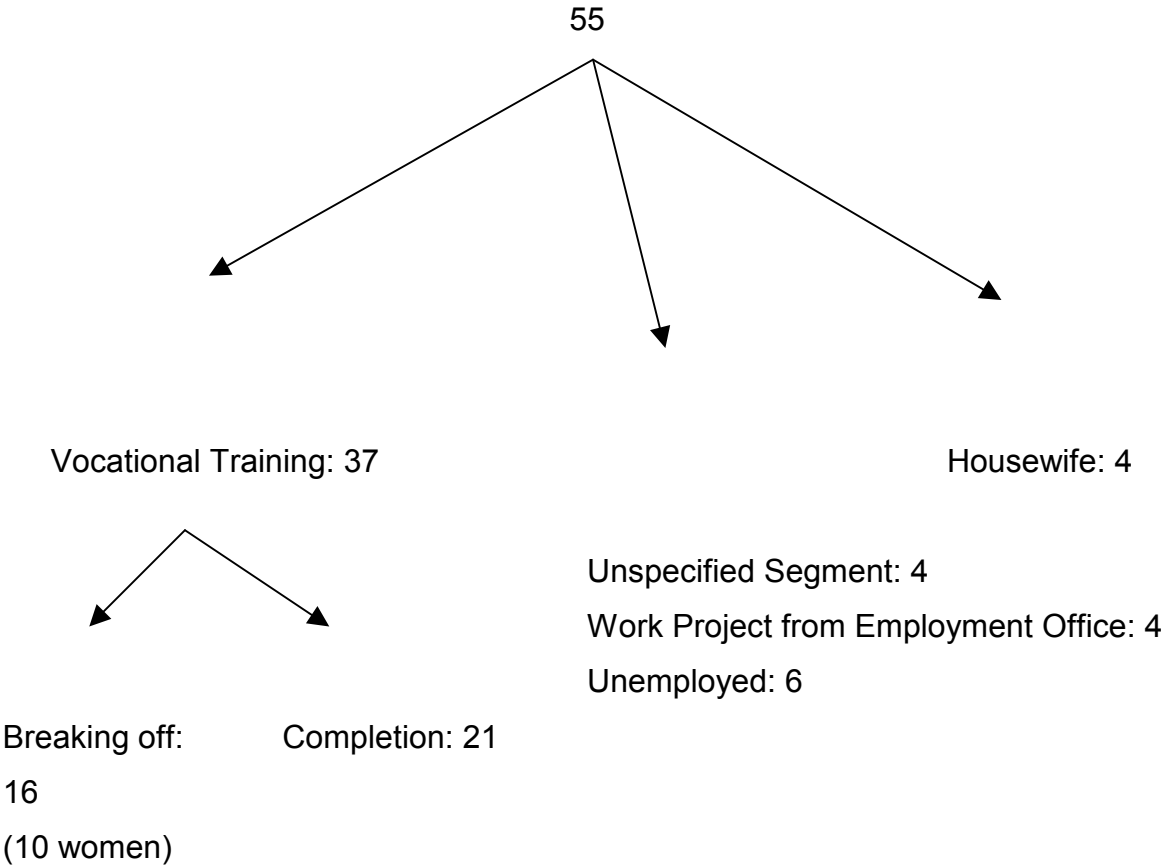 55
Vocational Training: 37
Housewife: 4
Unspecified Segment: 4
Work Project from Employment Office: 4
Unemployed: 6
Breaking off:
16
(10 women)
Completion: 21